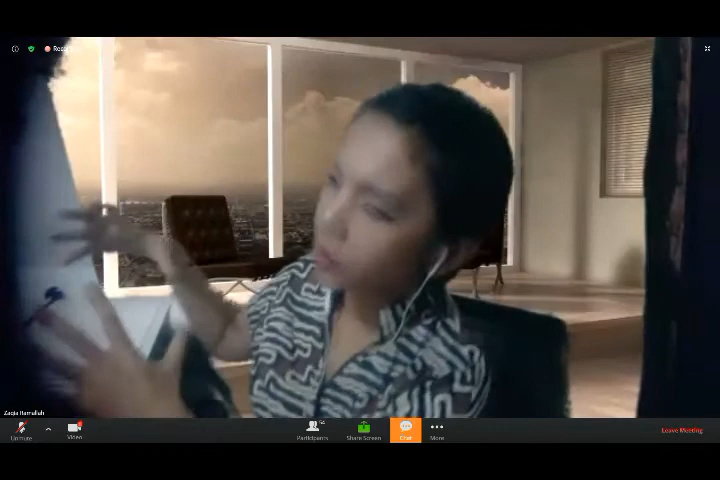 Zaqia Ramallah
Unmute
Video
Participants
Share Screen
Chat
More
Leave Meeting